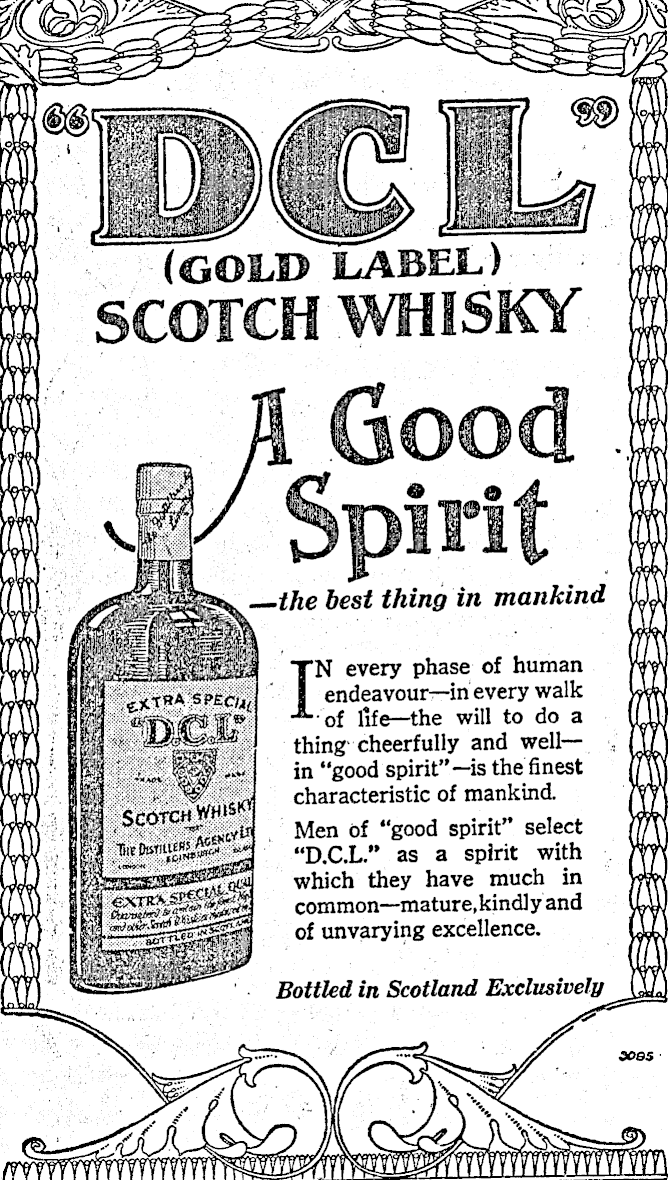 "DCL"
(GOLD LABEL)
SCOTCH WHISKY
A Good
Spirit
—the best thing in mankind
IN every phase of human
endeavour—in every walk
of life—the will to do a
thing cheerfully and well—
in "good spirit"—is the finest
characteristic of mankind.
Men of "good spirit" select
"D.C.L." as a spirit with
which they have much in
common—mature, kindly and
of unvarying excellence.
Bottled in Scotland Exclusively
EXTRA SPECIAL
"D.C.L"
TRADE MARK
SCOTCH WHISKY
THE DISTILLERS AGENCY LTD
EDINBURGH
EXTRA SPECIAL QUAL
BOTTLED IN SCOTLAND
3095